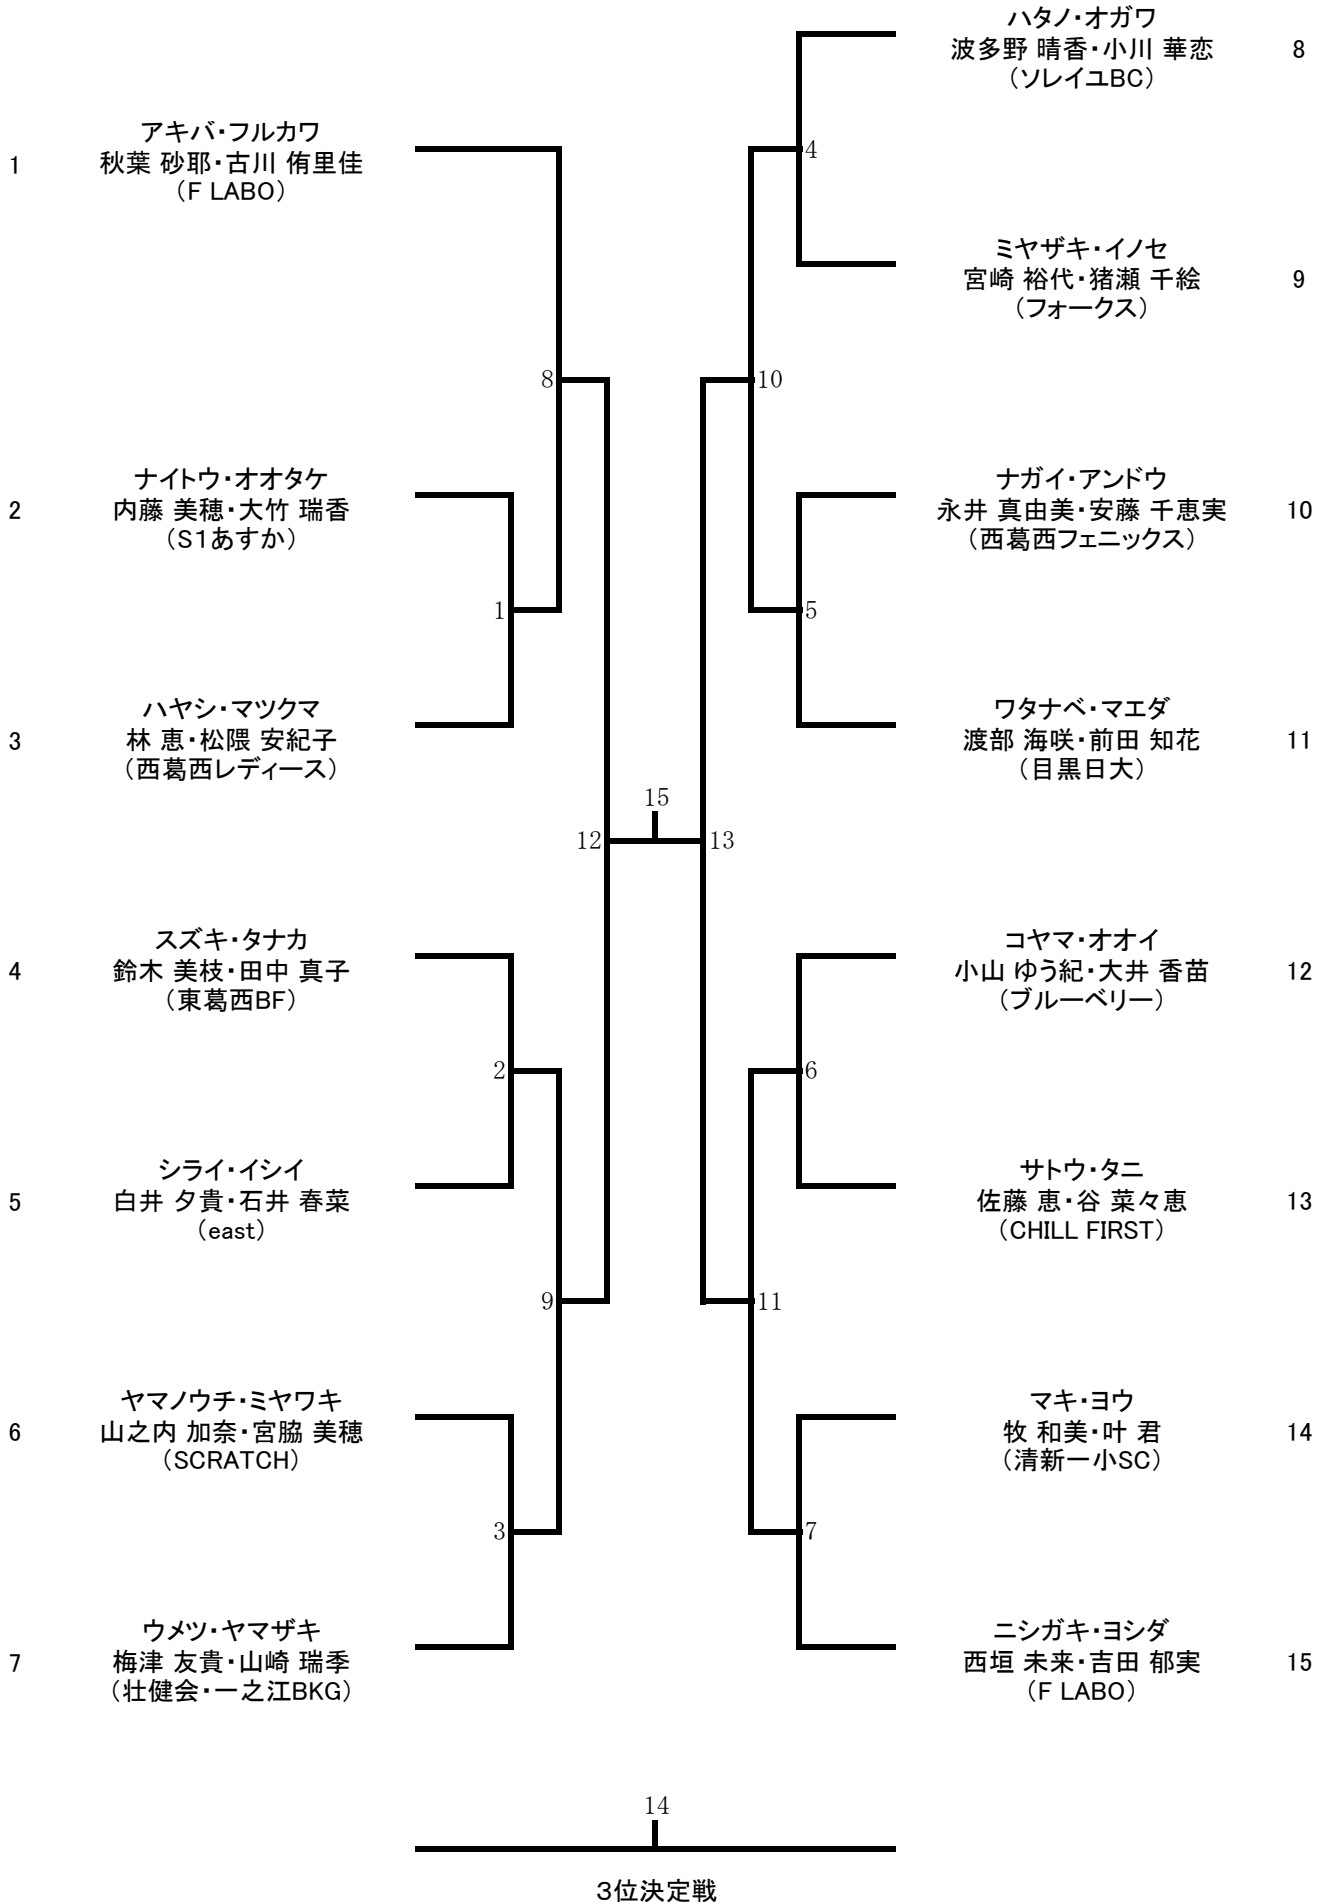 1
アキバ・フルカワ
秋葉 砂耶・古川 侑里佳
（F LABO）
2
ナイトウ・オオタケ
内藤 美穂・大竹 瑞香
（S1あすか）
3
ハヤシ・マツクマ
林 恵・松隈 安紀子
（西葛西レディース）
4
スズキ・タナカ
鈴木 美枝・田中 真子
（東葛西BF）
5
シライ・イシイ
白井 夕貴・石井 春菜
（east）
6
ヤマノウチ・ミヤワキ
山之内 加奈・宮脇 美穂
（SCRATCH）
7
ウメツ・ヤマザキ
梅津 友貴・山崎 瑞季
（壮健会・一之江BKG）
8
1
2
9
3
12
15
13
4
10
5
6
11
7
ハタノ・オガワ
波多野 晴香・小川 華恋
（ソレイユBC）
8
ミヤザキ・イノセ
宮崎 裕代・猪瀬 千絵
（フォークス）
9
ナガイ・アンドウ
永井 真由美・安藤 千恵実
（西葛西フェニックス）
10
ワタナベ・マエダ
渡部 海咲・前田 知花
（目黒日大）
11
コヤマ・オオイ
小山 ゆう紀・大井 香苗
（ブルーベリー）
12
サトウ・タニ
佐藤 恵・谷 菜々恵
（CHILL FIRST）
13
マキ・ヨウ
牧 和美・叶 君
（清新一小SC）
14
ニシガキ・ヨシダ
西垣 未来・吉田 郁実
（F LABO）
15
14
３位決定戦